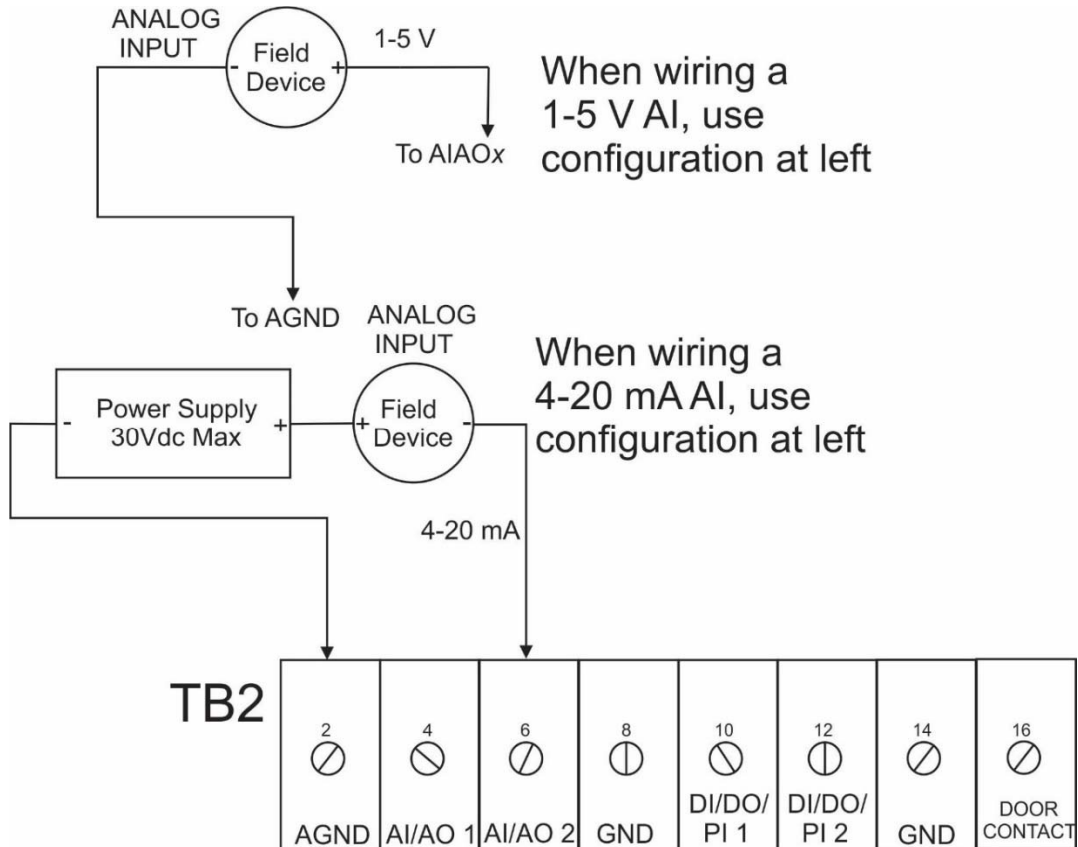 ANALOG
INPUT
1-5 V
-
Field
Device
+
To AIAOx
To AGND
When wiring a
1-5 V AI, use
configuration at left
ANALOG
INPUT
-
Power Supply
30Vdc Max
+
+
Field
Device
-
4-20 mA
When wiring a
4-20 mA AI, use
configuration at left
TB2
2
4
6
8
10
12
14
16
AGND
AI/AO 1
AI/AO 2
GND
DI/DO/
PI 1
DI/DO/
PI 2
GND
DOOR
CONTACT